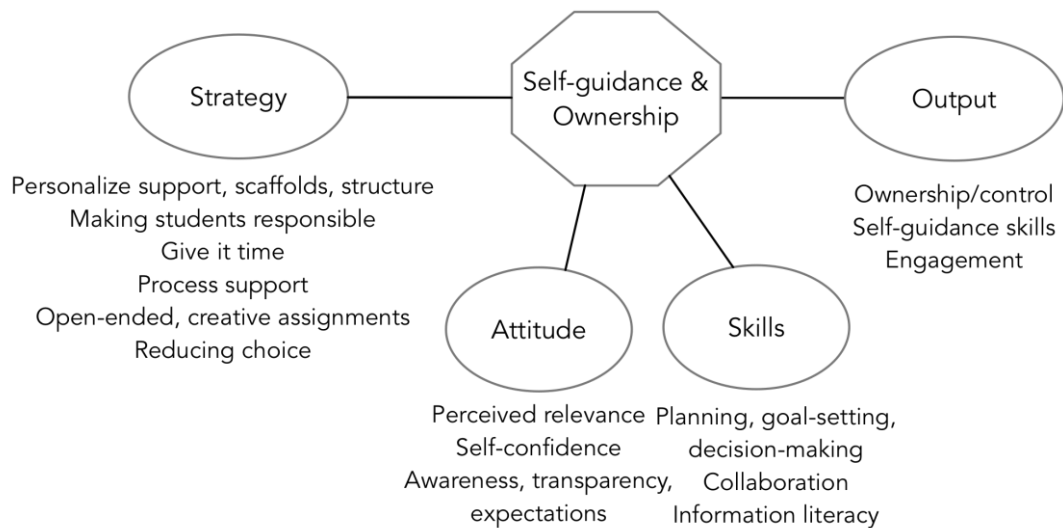 Strategy
Self-guidance &
Ownership
Output
Personalize support, scaffolds, structure
Making students responsible
Give it time
Process support
Open-ended, creative assignments
Reducing choice
Ownership/control
Self-guidance skills
Engagement
Attitude
Perceived relevance
Self-confidence
Awareness, transparency,
expectations
Skills
Planning, goal-setting,
decision-making
Collaboration
Information literacy